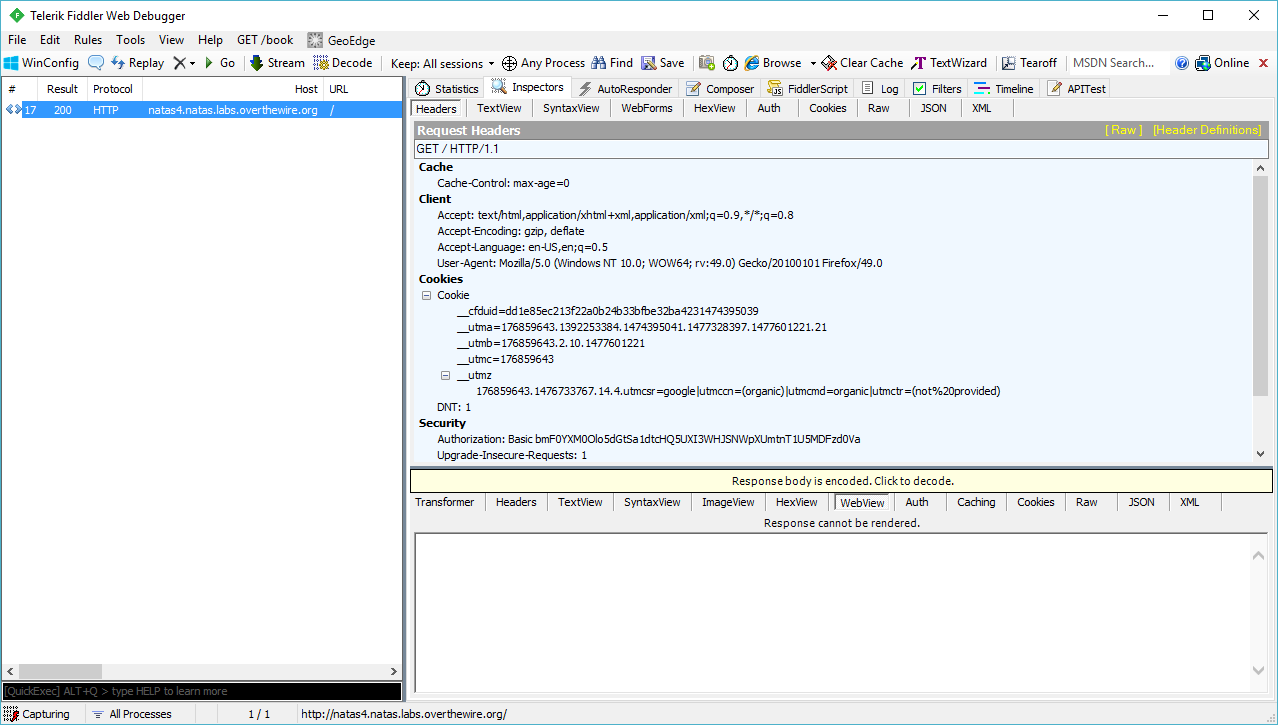 Telerik Fiddler Web Debugger
File Edit Rules Tools View Help GET /book GeoEdge
WinConfig Replay Go Stream Decode Keep: All sessions Any Process Find Save Browse Clear Cache TextWizard Tearoff MSDN Search... Online
# Result Protocol Host URL
17 200 HTTP natas4.natas.labs.overthewire.org /
Statistics Inspectors AutoResponder Composer FiddlerScript Log Filters Timeline APITest
Headers TextView SyntaxView WebForms HexView Auth Cookies Raw JSON XML
Request Headers [ Raw ] [Header Definitions]
GET / HTTP/1.1
Cache
Cache-Control: max-age=0
Client
Accept: text/html,application/xhtml+xml,application/xml;q=0.9,*/*;q=0.8
Accept-Encoding: gzip, deflate
Accept-Language: en-US,en;q=0.5
User-Agent: Mozilla/5.0 (Windows NT 10.0; WOW64; rv:49.0) Gecko/20100101 Firefox/49.0
Cookies
Cookie
__cfduid=dd1e85ec213f22a0b24b33bfbe32ba4231474395039
__utma=176859643.1392253384.1474395041.1477328397.1477601221.21
__utmb=176859643.2.10.1477601221
__utmc=176859643
__utmz
176859643.1476733767.14.4.utmcsr=google|utmccn=(organic)|utmcmd=organic|utmctr=(not%20provided)
DNT: 1
Security
Authorization: Basic bmF0YXM0Olo5dGtSa1dtcHQ5UXI3WHJSNWpXUmtnT1U5MDFzd0Va
Upgrade-Insecure-Requests: 1
Response body is encoded. Click to decode.
Transformer Headers TextView SyntaxView ImageView HexView WebView Auth Caching Cookies Raw JSON XML
Response cannot be rendered.
[QuickExec] ALT+Q > type HELP to learn more
Capturing All Processes 1 / 1 http://natas4.natas.labs.overthewire.org/